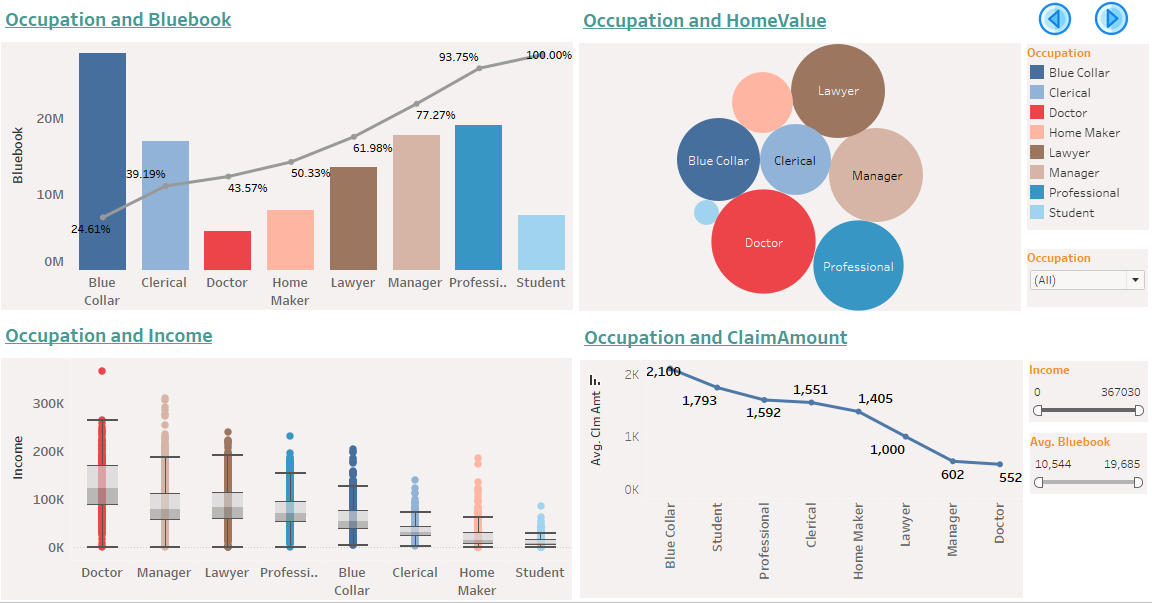 Occupation and Bluebook
Bluebook
20M
10M
0M
24.61%
39.19%
43.57%
50.33%
61.98%
77.27%
93.75%
100.00%
Blue Collar
Clerical
Doctor
Home Maker
Lawyer
Manager
Professi..
Student
Occupation and HomeValue
Lawyer
Blue Collar
Clerical
Manager
Doctor
Professional
Occupation
Blue Collar
Clerical
Doctor
Home Maker
Lawyer
Manager
Professional
Student
Occupation
(All)
Occupation and Income
Income
300K
200K
100K
0K
Doctor
Manager
Lawyer
Professi..
Blue Collar
Clerical
Home Maker
Student
Occupation and ClaimAmount
Avg. Clm Amt
2K
1K
0K
2,100
1,793
1,592
1,551
1,405
1,000
602
552
Blue Collar
Student
Professional
Clerical
Home Maker
Lawyer
Manager
Doctor
Income
0 367030
Avg. Bluebook
10,544 19,685